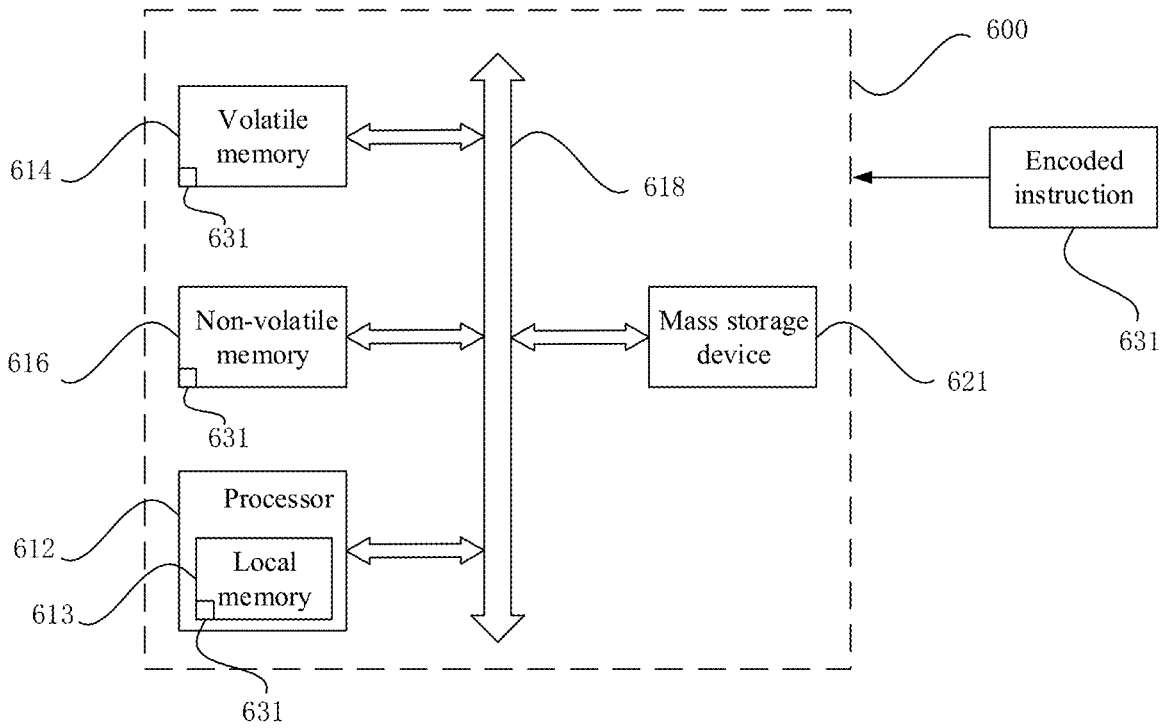 600
Volatile
memory
614
631
618
Encoded
instruction
631
Non-volatile
memory
616
631
Mass storage
device
621
Processor
612
Local
memory
613
631